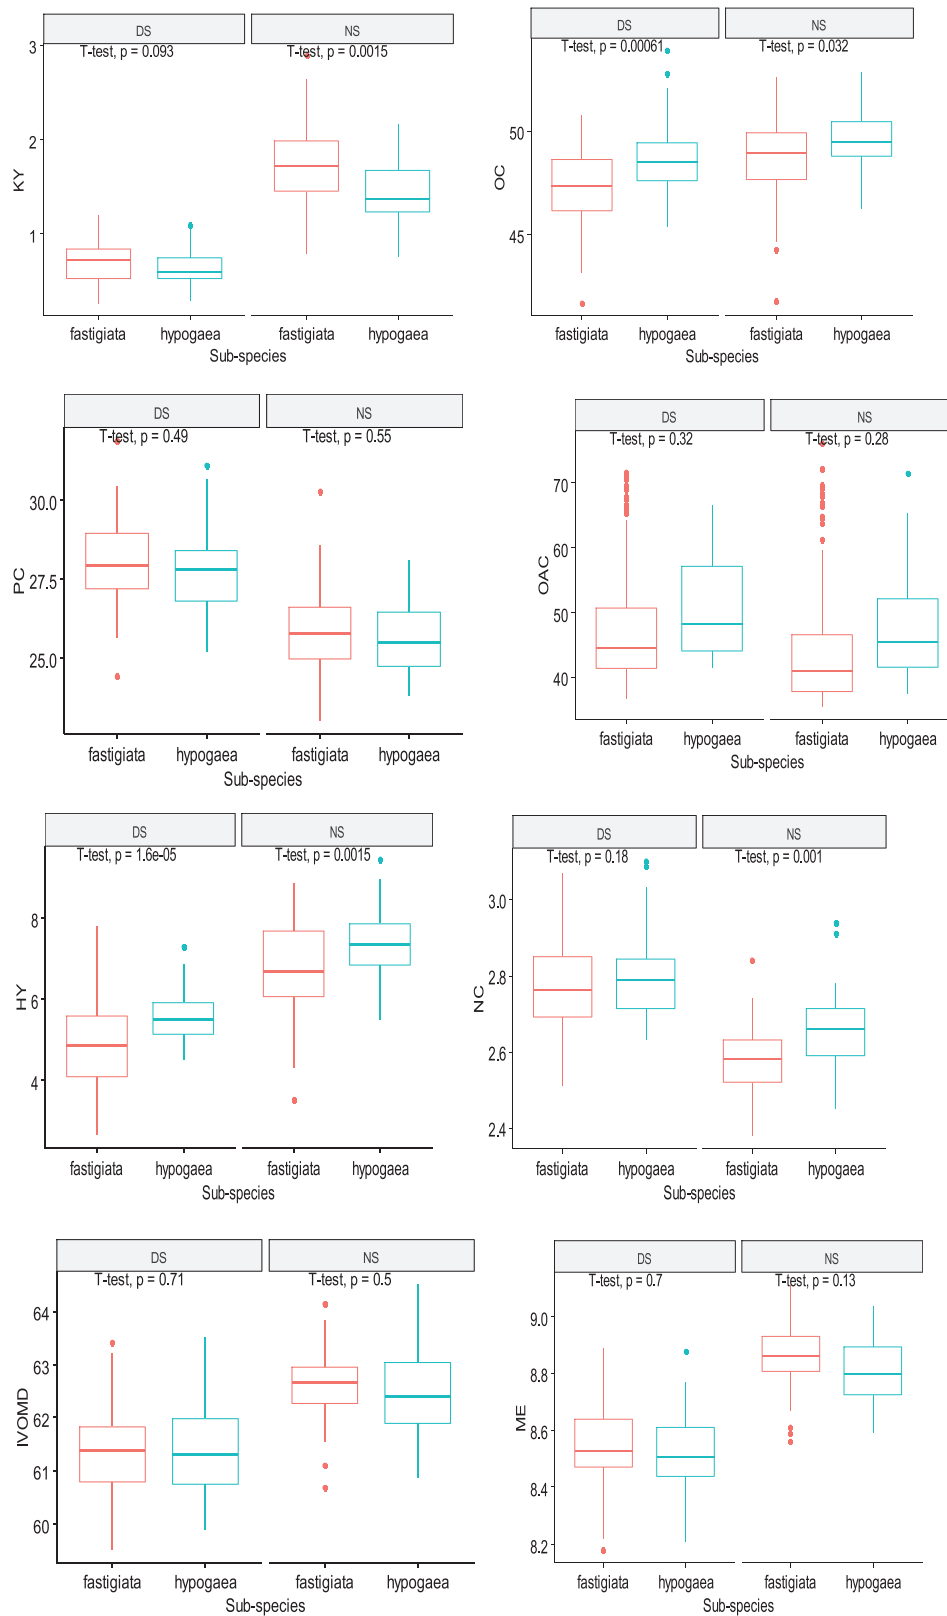 DS NS
T-test, p = 0.093 T-test, p = 0.0015
3
2
1
KY
fastigiata hypogaea fastigiata hypogaea
Sub-species
DS NS
T-test, p = 0.00061 T-test, p = 0.032
50
45
OC
fastigiata hypogaea fastigiata hypogaea
Sub-species
DS NS
T-test, p = 0.49 T-test, p = 0.55
30.0
27.5
25.0
PC
fastigiata hypogaea fastigiata hypogaea
Sub-species
DS NS
T-test, p = 0.32 T-test, p = 0.28
70
60
50
40
OAC
fastigiata hypogaea fastigiata hypogaea
Sub-species
DS NS
T-test, p = 1.6e-05 T-test, p = 0.0015
8
6
4
HY
fastigiata hypogaea fastigiata hypogaea
Sub-species
DS NS
T-test, p = 0.18 T-test, p = 0.001
3.0
2.8
2.6
2.4
NC
fastigiata hypogaea fastigiata hypogaea
Sub-species
DS NS
T-test, p = 0.71 T-test, p = 0.5
64
63
62
61
60
IVOMD
fastigiata hypogaea fastigiata hypogaea
Sub-species
DS NS
T-test, p = 0.7 T-test, p = 0.13
9.0
8.8
8.6
8.4
8.2
ME
fastigiata hypogaea fastigiata hypogaea
Sub-species